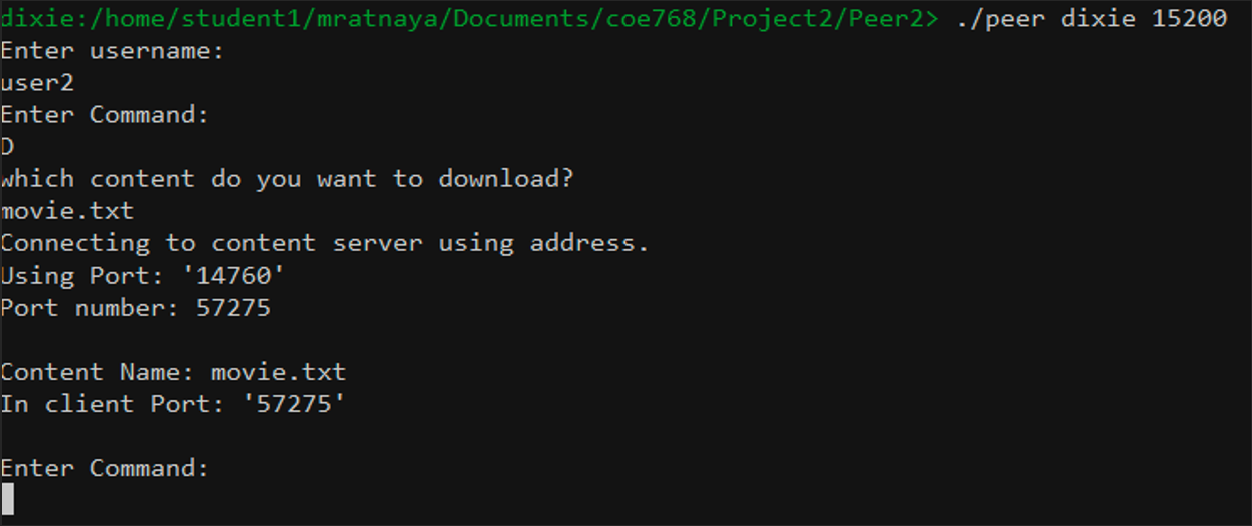 dixie:/home/student1/mratnaya/Documents/coe768/Project2/Peer2> ./peer dixie 15200
Enter username:
user2
Enter Command:
D
which content do you want to download?
movie.txt
Connecting to content server using address.
Using Port: '14760'
Port number: 57275
Content Name: movie.txt
In client Port: '57275'
Enter Command: